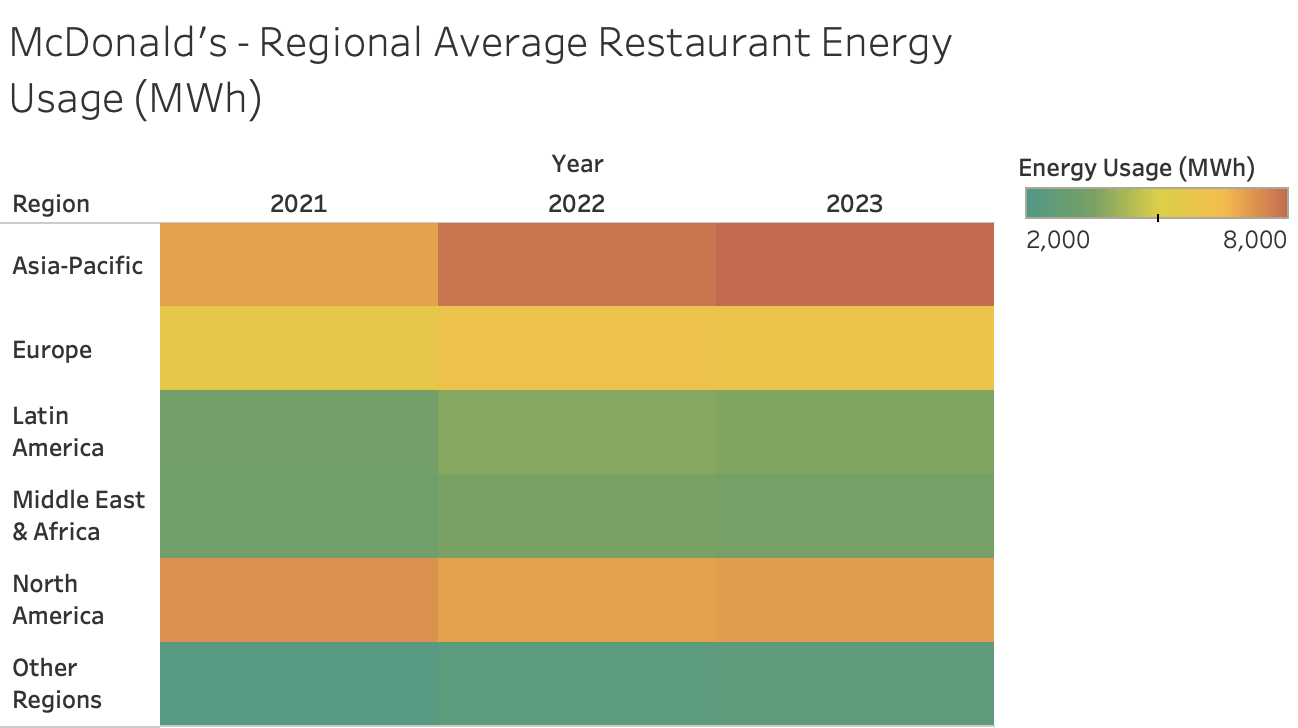 McDonald's - Regional Average Restaurant Energy
Usage (MWh)
Year
Region 2021 2022 2023
Asia-Pacific
Europe
Latin
America
Middle East
& Africa
North
America
Other
Regions
Energy Usage (MWh)
2,000 8,000